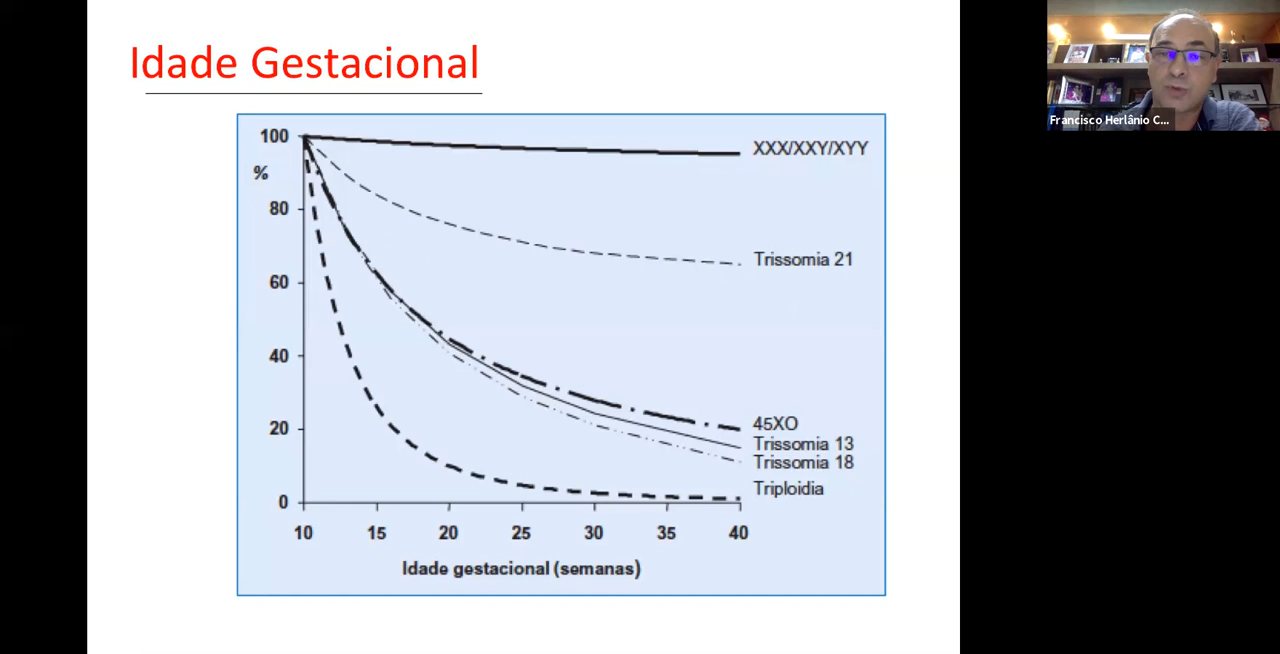 Idade Gestacional
100
%
80
60
40
20
0
10 15 20 25 30 35 40
Idade gestacional (semanas)
XXX/XXY/XYY
Trissomia 21
45XO
Trissomia 13
Trissomia 18
Triploidia
Francisco Herlânio C...